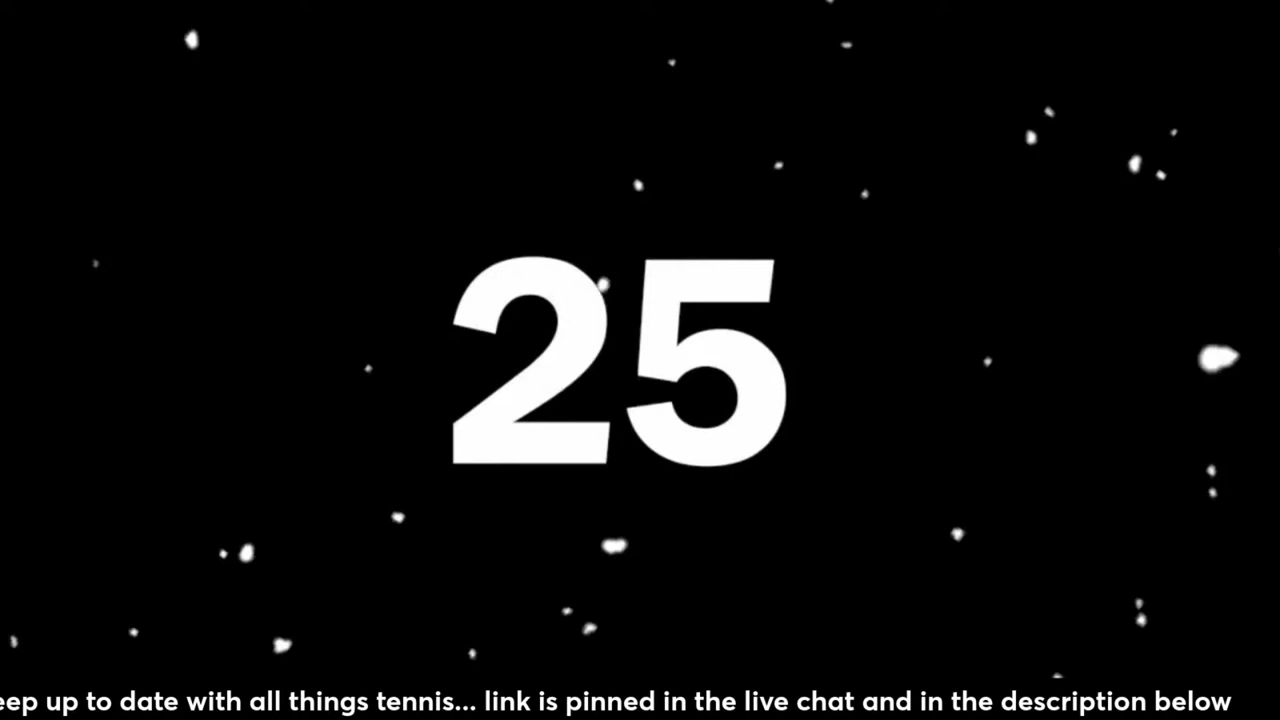 25
eep up to date with all things tennis... link is pinned in the live chat and in the description below